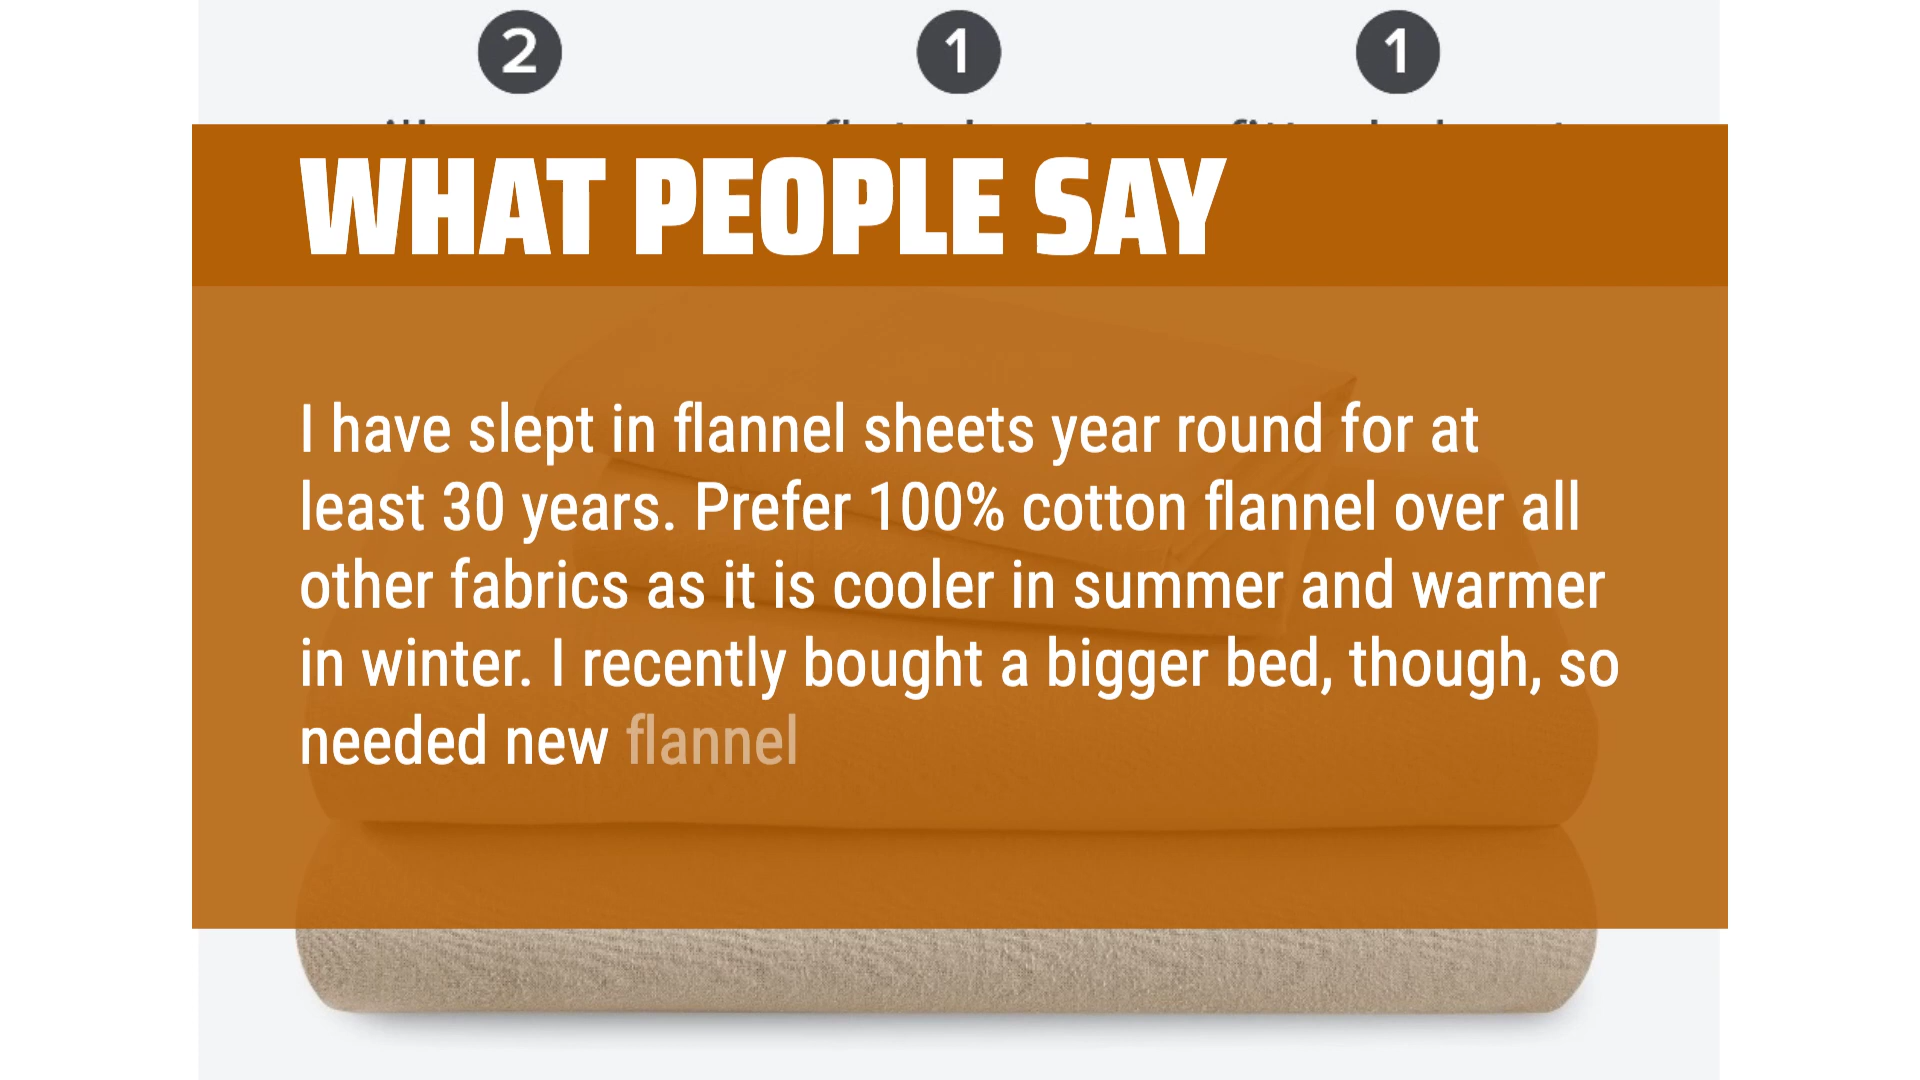 2 1 1
WHAT PEOPLE SAY
I have slept in flannel sheets year round for at
least 30 years. Prefer 100% cotton flannel over all
other fabrics as it is cooler in summer and warmer
in winter. I recently bought a bigger bed, though, so
needed new flannel